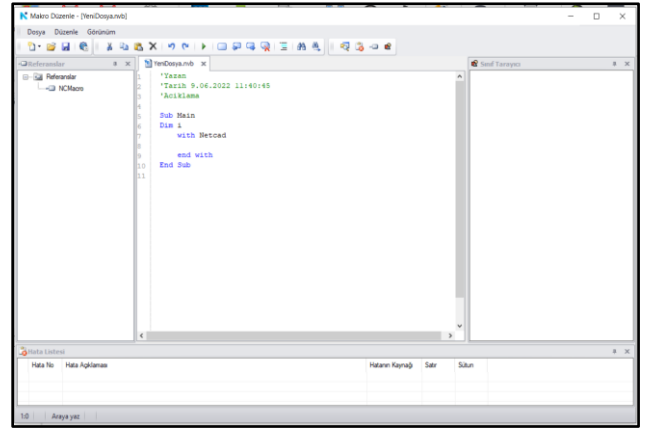 Makro Düzenle - [YeniDosya.nvb]
Dosya Düzenle Görünüm
Referanslar
YeniDosya.nvb
Sınıf Tarayıcı
Referanslar
NCMacro
1 'Yazan
2 'Tarih 9.06.2022 11:40:45
3 'Aciklama
4
5 Sub Main
6 Dim i
7 with Netcad
8
9 end with
10 End Sub
11
Hata Listesi
Hata No Hata Açıklaması Hatanın Kaynağı Satır Sütun
1:0 Araya yaz